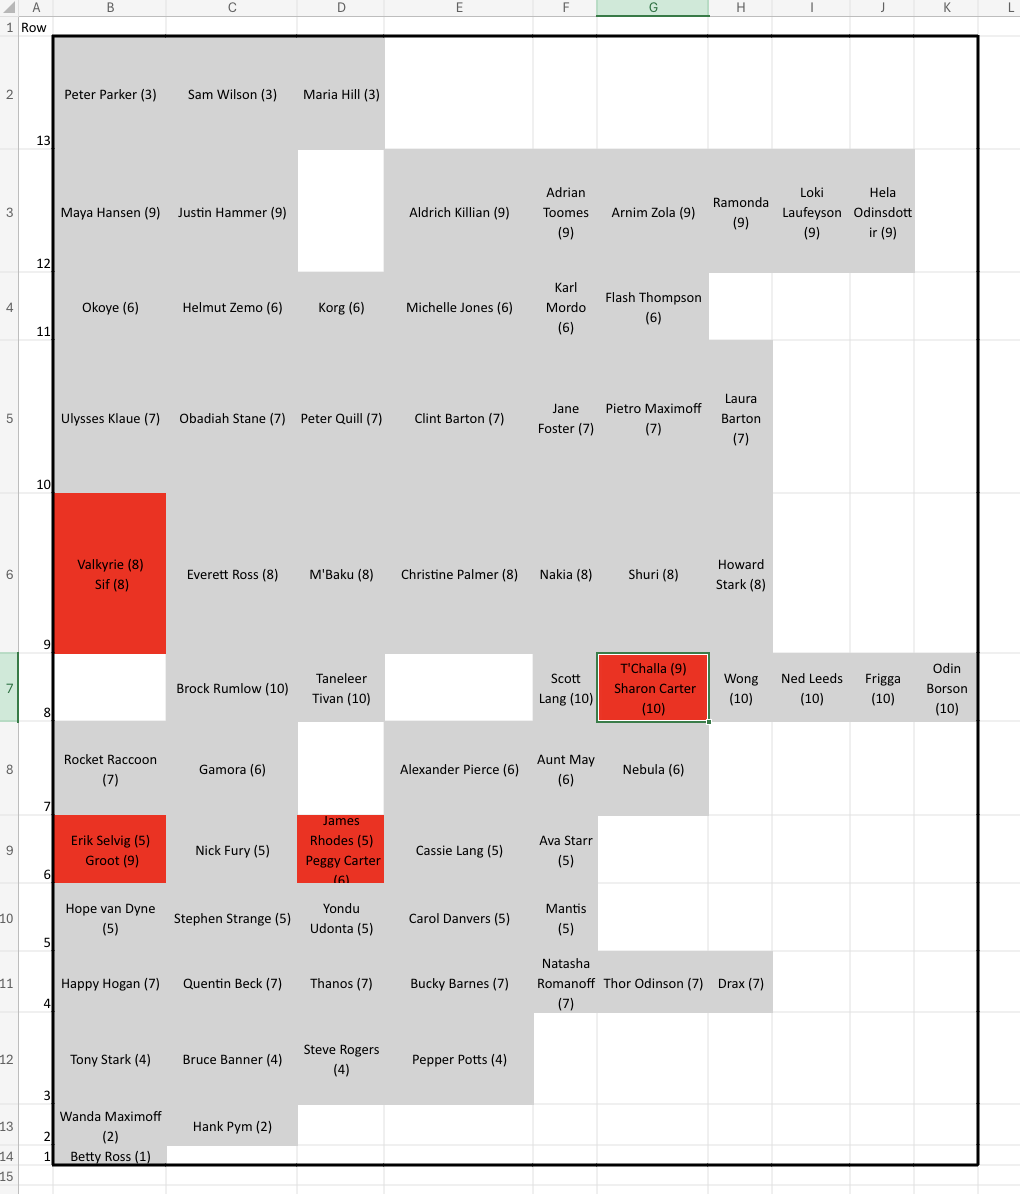 A B C D E F G H I J K L
1 Row
2 13 Peter Parker (3) Sam Wilson (3) Maria Hill (3)
3 12 Maya Hansen (9) Justin Hammer (9) Aldrich Killian (9) Adrian Toomes (9) Arnim Zola (9) Ramonda (9) Loki Laufeyson (9) Hela Odinsdottir (9)
4 11 Okoye (6) Helmut Zemo (6) Korg (6) Michelle Jones (6) Karl Mordo (6) Flash Thompson (6)
5 10 Ulysses Klaue (7) Obadiah Stane (7) Peter Quill (7) Clint Barton (7) Jane Foster (7) Pietro Maximoff (7) Laura Barton (7)
6 9 Valkyrie (8) Sif (8) Everett Ross (8) M'Baku (8) Christine Palmer (8) Nakia (8) Shuri (8) Howard Stark (8)
7 8 Brock Rumlow (10) Taneleer Tivan (10) Scott Lang (10) T'Challa (9) Sharon Carter (10) Wong (10) Ned Leeds (10) Frigga (10) Odin Borson (10)
8 7 Rocket Raccoon (7) Gamora (6) Alexander Pierce (6) Aunt May (6) Nebula (6)
9 6 Erik Selvig (5) Groot (9) Nick Fury (5) James Rhodes (5) Peggy Carter (6) Cassie Lang (5) Ava Starr (5)
10 5 Hope van Dyne (5) Stephen Strange (5) Yondu Udonta (5) Carol Danvers (5) Mantis (5)
11 4 Happy Hogan (7) Quentin Beck (7) Thanos (7) Bucky Barnes (7) Natasha Romanoff (7) Thor Odinson (7) Drax (7)
12 3 Tony Stark (4) Bruce Banner (4) Steve Rogers (4) Pepper Potts (4)
13 2 Wanda Maximoff (2) Hank Pym (2)
14 1 Betty Ross (1)
15